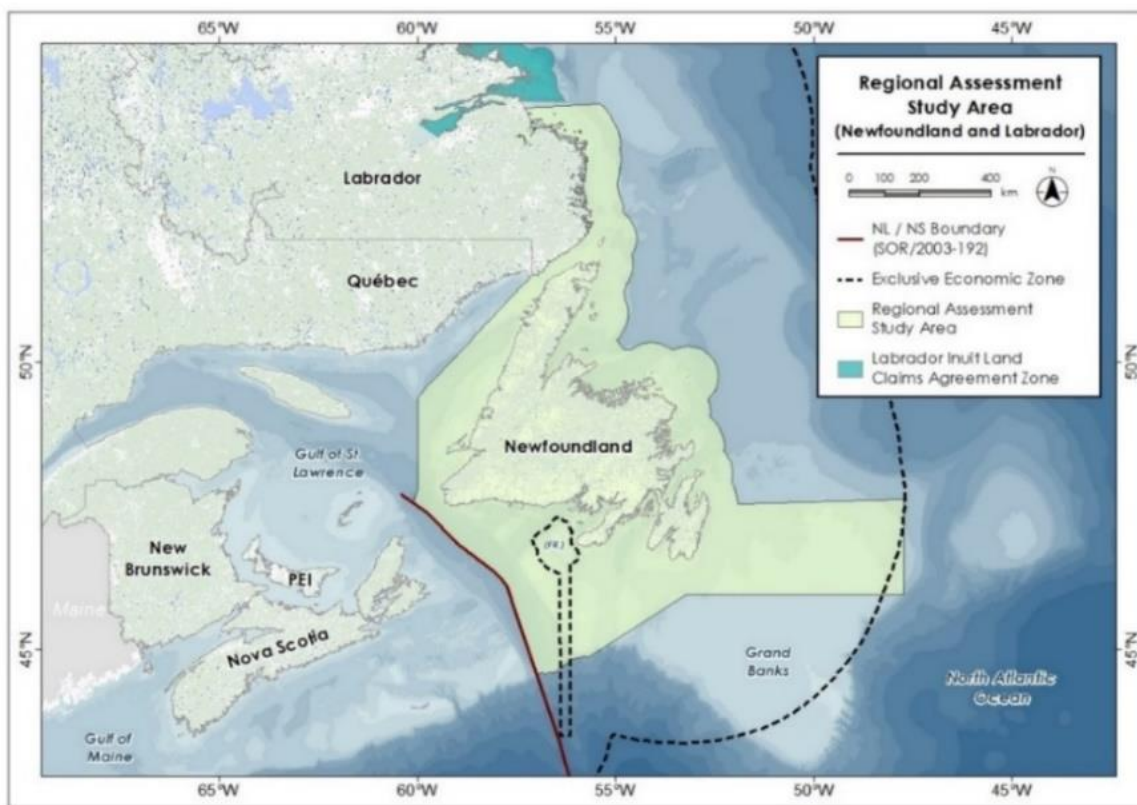 65°W 60°W 55°W 50°W 45°W
Regional Assessment
Study Area
(Newfoundland and Labrador)
0 100 200 400
km
N
NL / NS Boundary
(SOR/2003-192)
Exclusive Economic Zone
Regional Assessment
Study Area
Labrador Inuit Land
Claims Agreement Zone
Labrador
Québec
50°N 50°N
Newfoundland
Gulf of St.
Lawrence
(FR.)
New
Brunswick
PEI
Maine
Nova Scotia
45°N 45°N
Grand
Banks
North Atlantic
Ocean
Gulf of
Maine
65°W 60°W 55°W 50°W 45°W